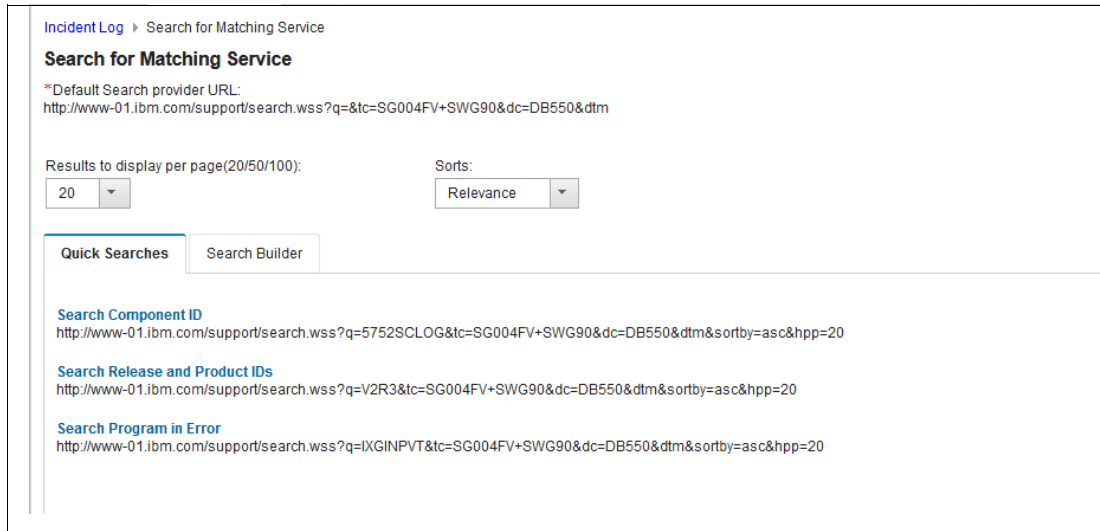 Incident Log ▸ Search for Matching Service
Search for Matching Service
*Default Search provider URL:
http://www-01.ibm.com/support/search.wss?q=&tc=SG004FV+SWG90&dc=DB550&dtm
Results to display per page(20/50/100): Sorts:
20 Relevance
Quick Searches Search Builder
Search Component ID
http://www-01.ibm.com/support/search.wss?q=5752SCLOG&tc=SG004FV+SWG90&dc=DB550&dtm&sortby=asc&hpp=20
Search Release and Product IDs
http://www-01.ibm.com/support/search.wss?q=V2R3&tc=SG004FV+SWG90&dc=DB550&dtm&sortby=asc&hpp=20
Search Program in Error
http://www-01.ibm.com/support/search.wss?q=IXGINPVT&tc=SG004FV+SWG90&dc=DB550&dtm&sortby=asc&hpp=20